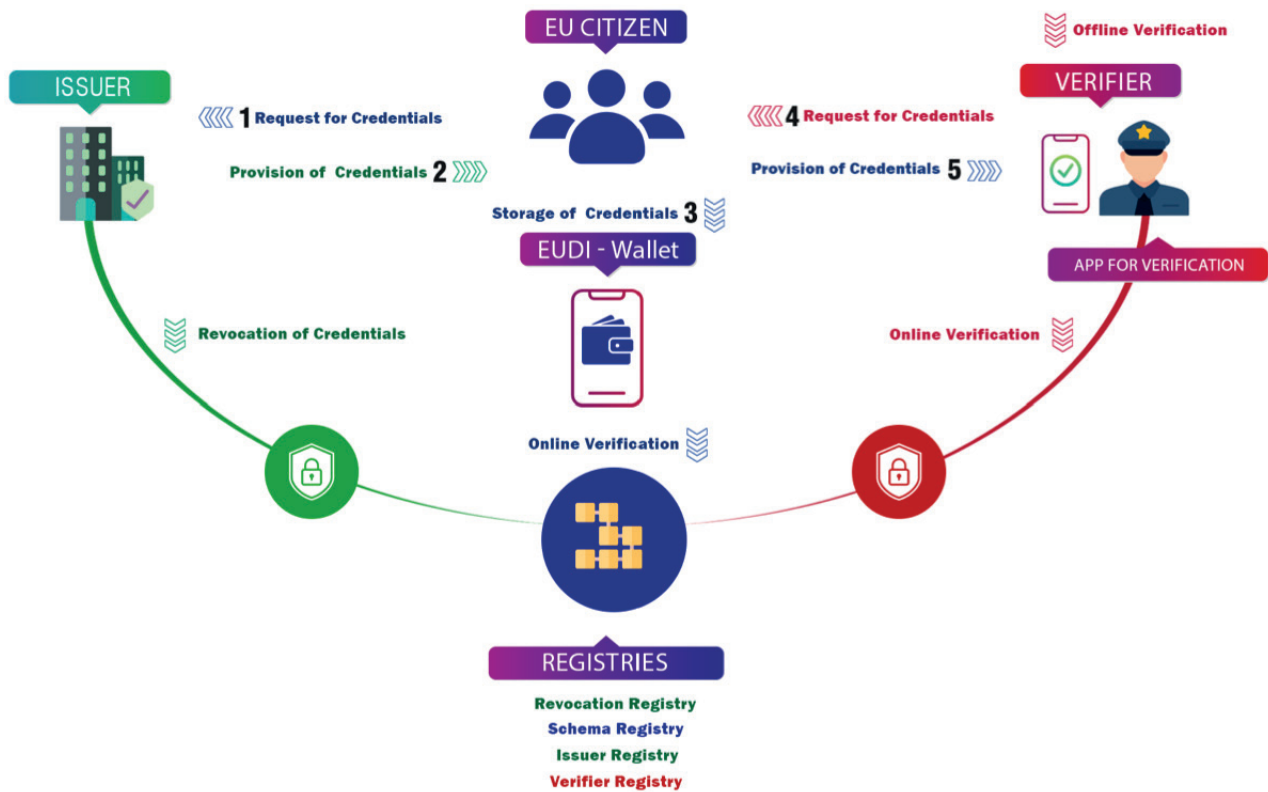 EU CITIZEN
Offline Verification
ISSUER
VERIFIER
1 Request for Credentials
4 Request for Credentials
Provision of Credentials 2
Provision of Credentials 5
Storage of Credentials 3
EUDI - Wallet
APP FOR VERIFICATION
Revocation of Credentials
Online Verification
Online Verification
REGISTRIES
Revocation Registry
Schema Registry
Issuer Registry
Verifier Registry